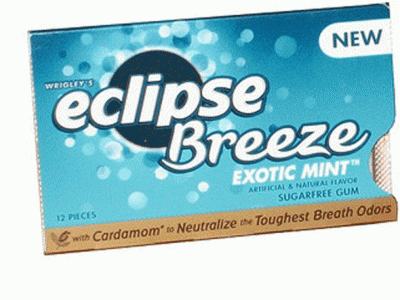 NEW
WRIGLEY'S
eclipse
Breeze
EXOTIC MINT™
ARTIFICIAL & NATURAL FLAVOR
SUGARFREE GUM
12 PIECES
with Cardamom* to Neutralize the Toughest Breath Odors